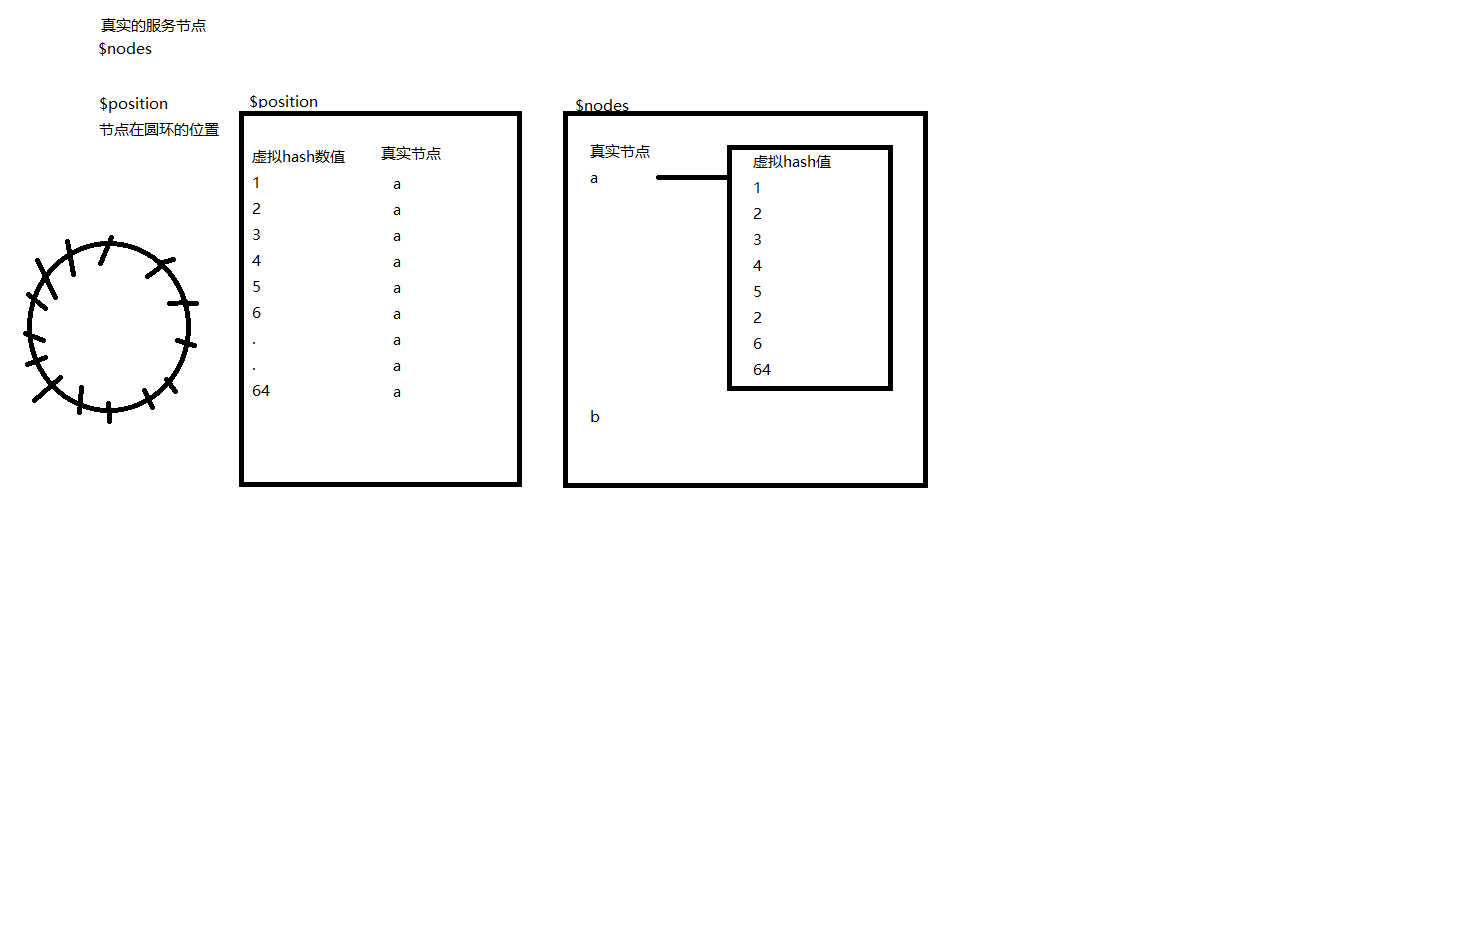 真实的服务节点
$nodes
$position
节点在圆环的位置
$position
虚拟hash数值 真实节点
1 a
2 a
3 a
4 a
5 a
6 a
. a
. a
64 a
$nodes
真实节点
a
虚拟hash值
1
2
3
4
5
2
6
64
b